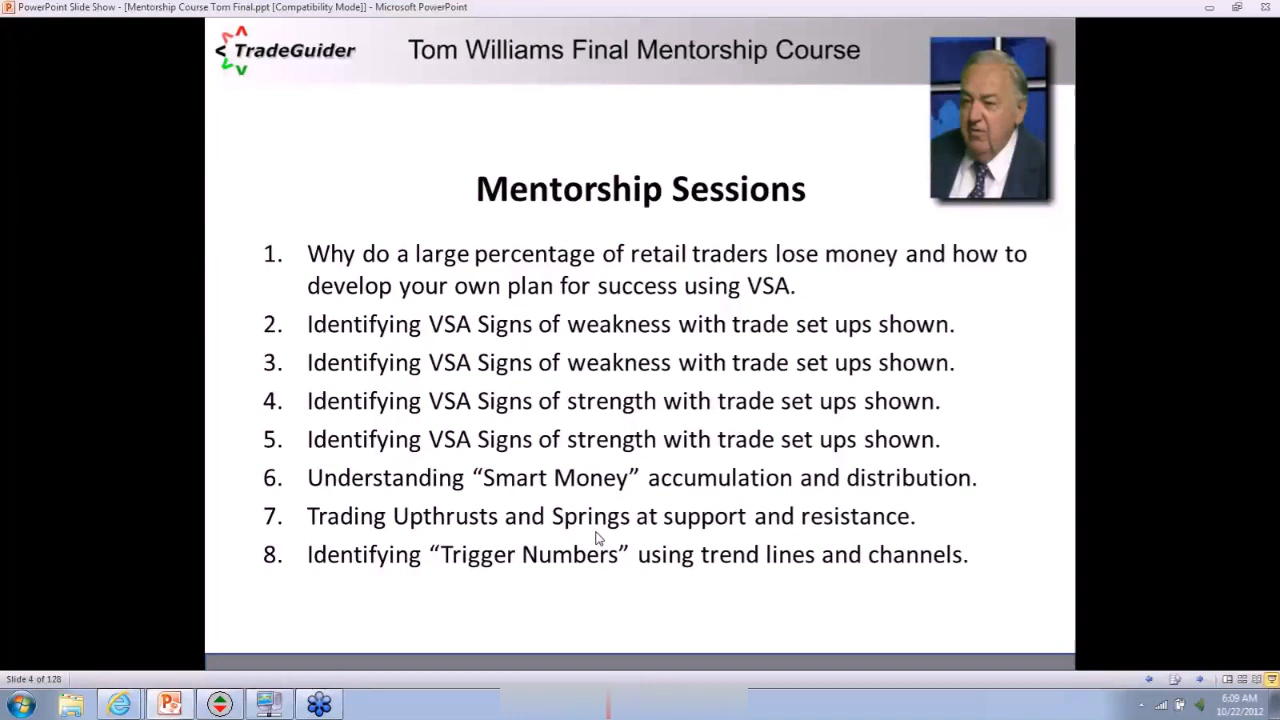 PowerPoint Slide Show - [Mentorship Course Tom Final.ppt [Compatibility Mode]] - Microsoft PowerPoint
TradeGuider
Tom Williams Final Mentorship Course
Mentorship Sessions
1. Why do a large percentage of retail traders lose money and how to
develop your own plan for success using VSA.
2. Identifying VSA Signs of weakness with trade set ups shown.
3. Identifying VSA Signs of weakness with trade set ups shown.
4. Identifying VSA Signs of strength with trade set ups shown.
5. Identifying VSA Signs of strength with trade set ups shown.
6. Understanding “Smart Money” accumulation and distribution.
7. Trading Upthrusts and Springs at support and resistance.
8. Identifying “Trigger Numbers” using trend lines and channels.
Slide 4 of 128
6:09 AM
10/22/2012